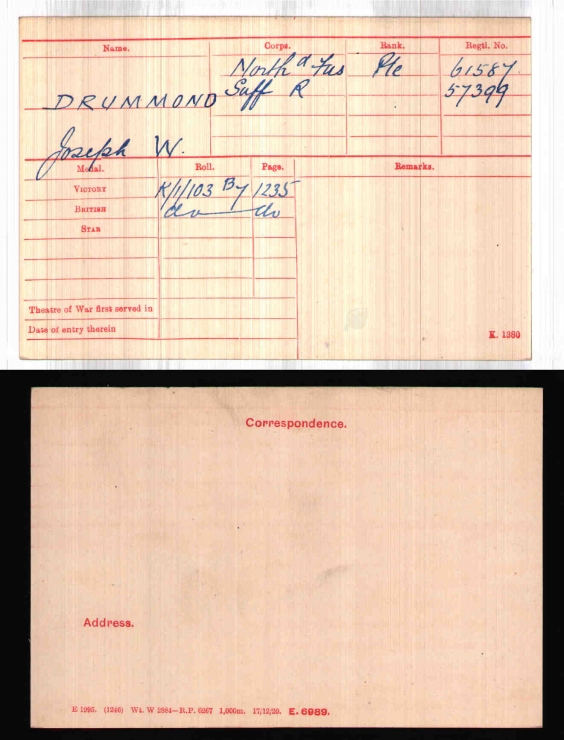 Name. Corps. Rank. Regtl. No.
North'd Fus Pte 61587
DRUMMOND Suff R 57399
Joseph W.
Medal. Roll. Page. Remarks.
VICTORY K/1/103 By 1235
BRITISH do do
STAR
Theatre of War first served in
Date of entry therein
K. 1380
Correspondence.
Address.
E 1995. (1246) Wt. W 2884—R.P. 6267 1,000m. 17/12/20. E. 6989.